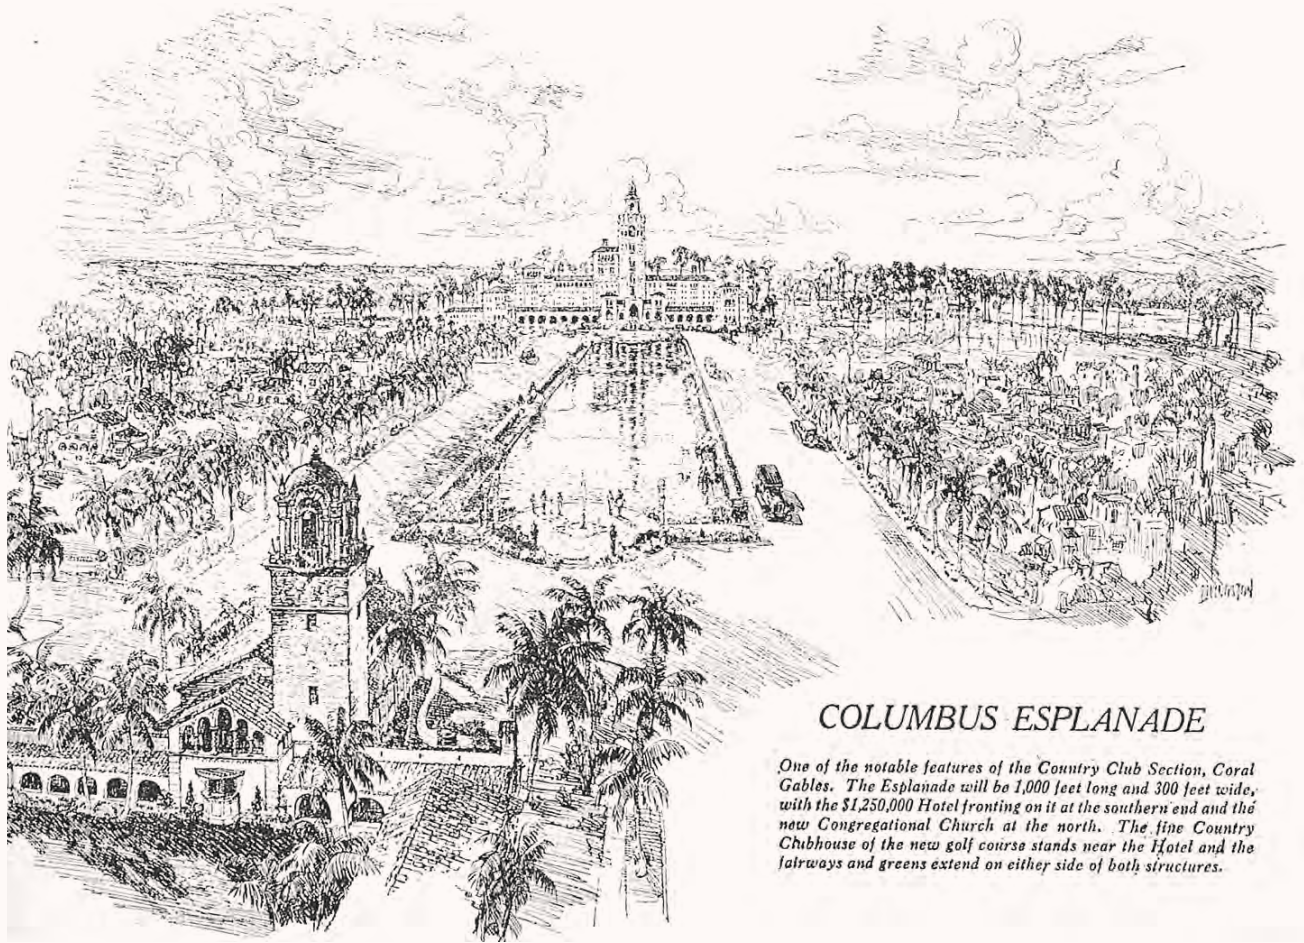 COLUMBUS ESPLANADE
One of the notable features of the Country Club Section, Coral
Gables. The Esplanade will be 1,000 feet long and 300 feet wide,
with the $1,250,000 Hotel fronting on it at the southern end and the
new Congregational Church at the north. The fine Country
Clubhouse of the new golf course stands near the Hotel and the
fairways and greens extend on either side of both structures.